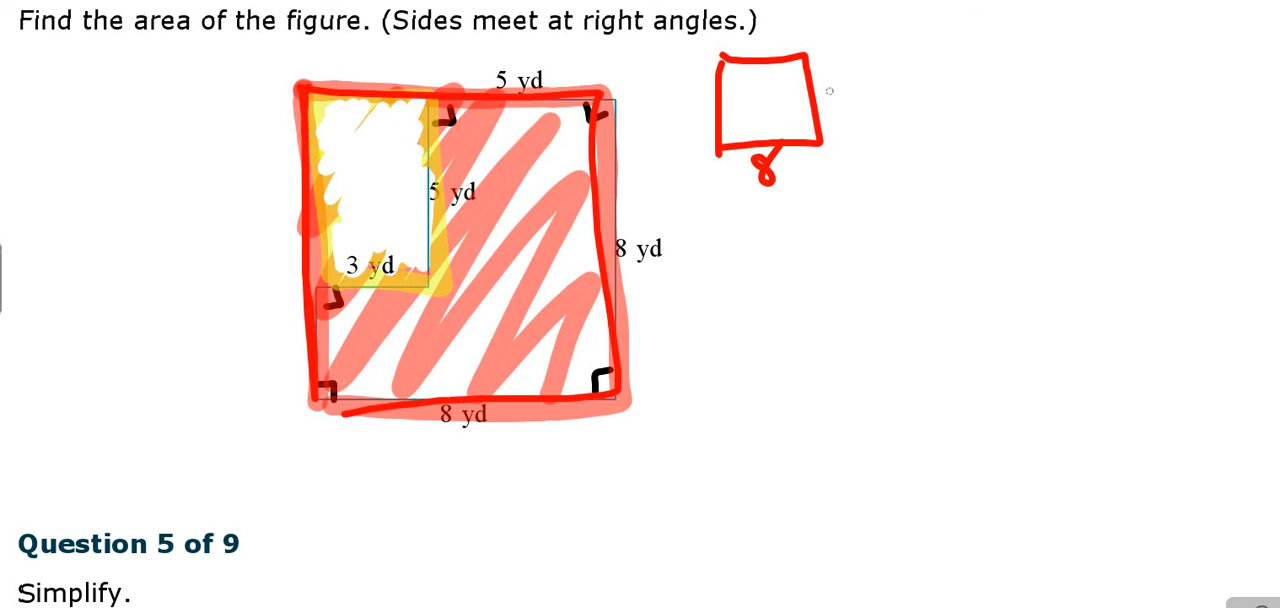 Find the area of the figure. (Sides meet at right angles.)
5 yd
5 yd
8 yd
3 yd
8 yd
8
Question 5 of 9
Simplify.